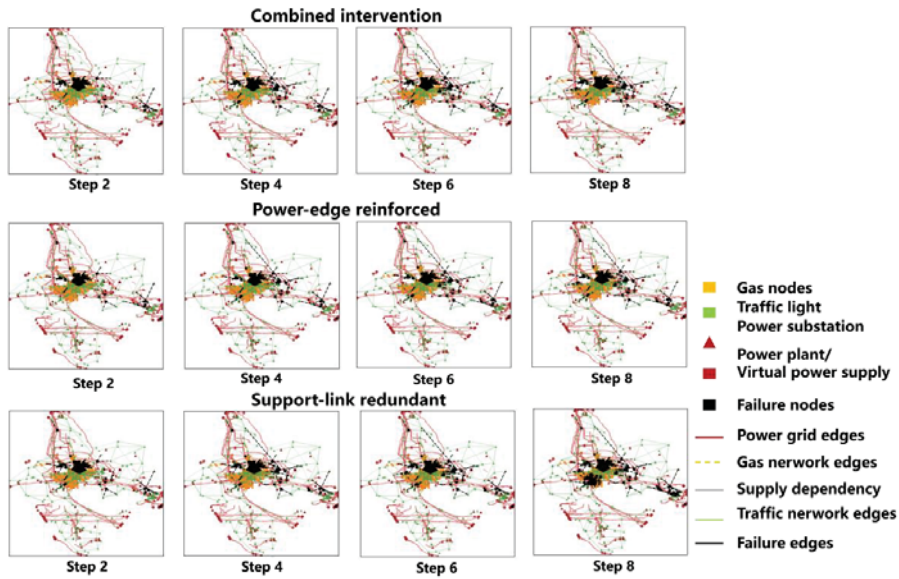 Combined intervention
Step 2
Step 4
Step 6
Step 8
Power-edge reinforced
Step 2
Step 4
Step 6
Step 8
Support-link redundant
Step 2
Step 4
Step 6
Step 8
Gas nodes
Traffic light
Power substation
Power plant/
Virtual power supply
Failure nodes
Power grid edges
Gas nerwork edges
Supply dependency
Traffic nerwork edges
Failure edges